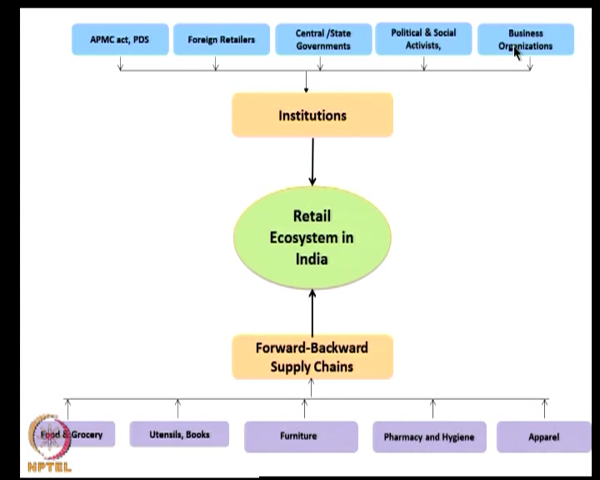 APMC act, PDS
Foreign Retailers
Central /State
Governments
Political & Social
Activists,
Business
Organizations
Institutions
Retail
Ecosystem in
India
Forward-Backward
Supply Chains
Food & Grocery
Utensils, Books
Furniture
Pharmacy and Hygiene
Apparel
NPTEL